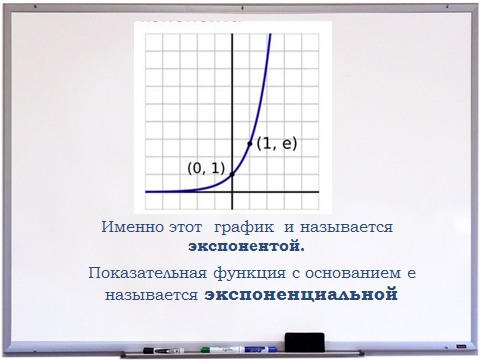 (1, e)
(0, 1)
Именно этот график и называется
экспонентой.
Показательная функция с основанием е
называется экспоненциальной